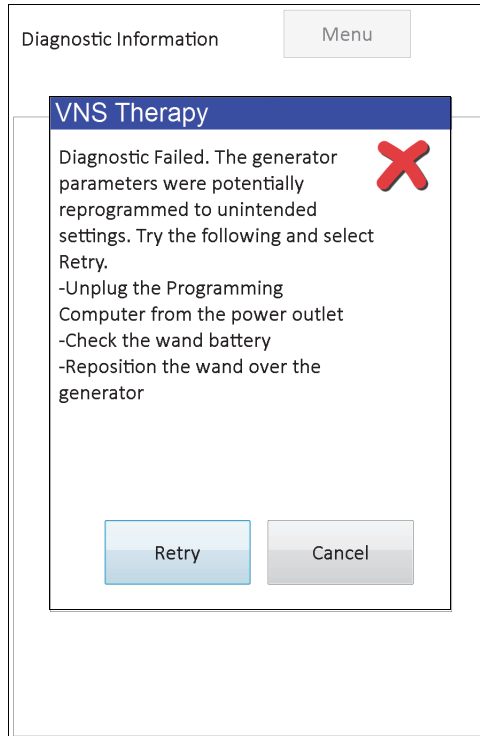 Diagnostic Information
Menu
VNS Therapy
Diagnostic Failed. The generator
parameters were potentially
reprogrammed to unintended
settings. Try the following and select
Retry.
-Unplug the Programming
Computer from the power outlet
-Check the wand battery
-Reposition the wand over the
generator
Retry
Cancel